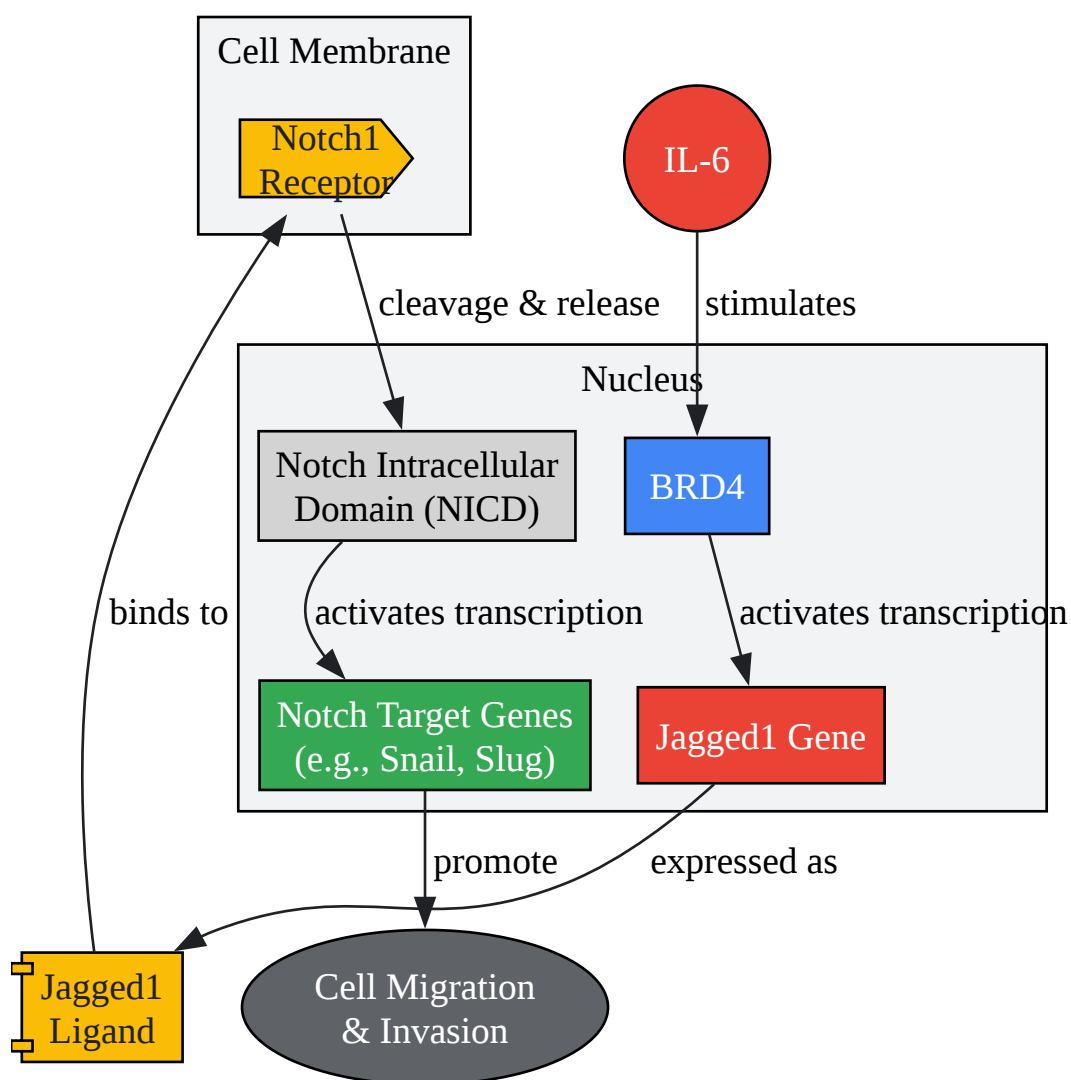 Cell Membrane
Notch1
Receptor
IL-6
cleavage & release
stimulates
Nucleus
Notch Intracellular
Domain (NICD)
BRD4
binds to
activates transcription
activates transcription
Notch Target Genes
(e.g., Snail, Slug)
Jagged1 Gene
promote
expressed as
Jagged1
Ligand
Cell Migration
& Invasion